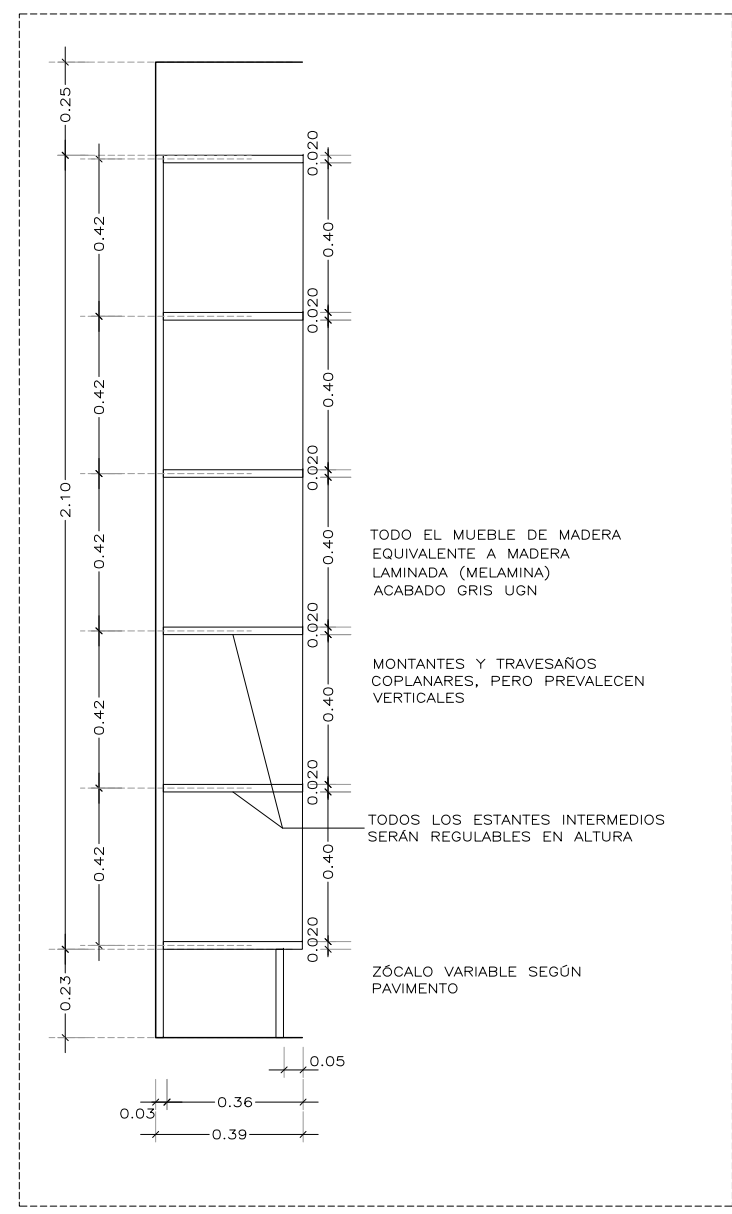 0.25
0.020
0.42
0.40
0.020
0.42
0.40
0.020
2.10
0.42
0.40
TODO EL MUEBLE DE MADERA
EQUIVALENTE A MADERA
LAMINADA (MELAMINA)
ACABADO GRIS UGN
0.020
MONTANTES Y TRAVESAÑOS
COPLANARES, PERO PREVALECEN
VERTICALES
0.42
0.40
0.020
TODOS LOS ESTANTES INTERMEDIOS
SERÁN REGULABLES EN ALTURA
0.42
0.40
0.020
ZÓCALO VARIABLE SEGÚN
PAVIMENTO
0.23
0.05
0.03
0.36
0.39